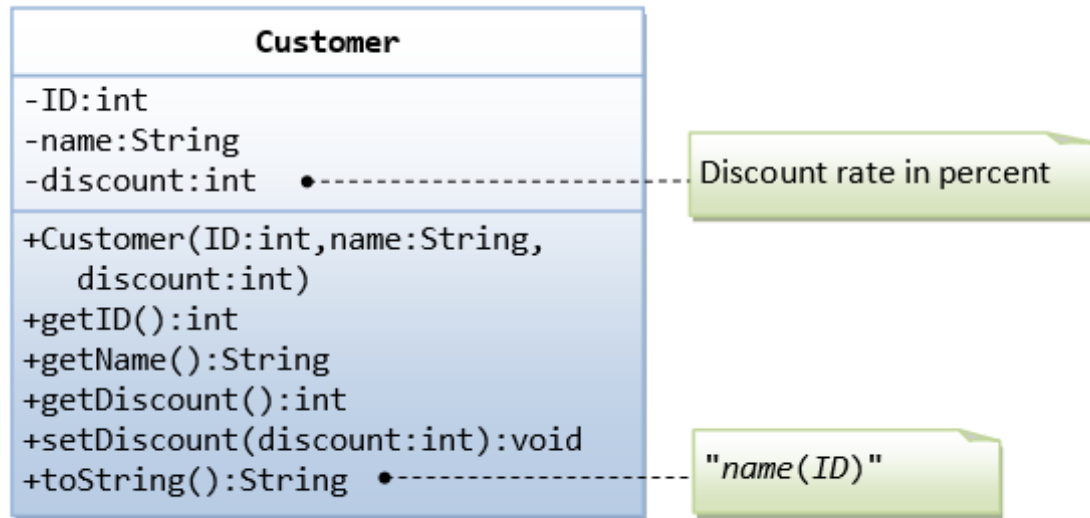 Customer
-ID:int
-name:String
-discount:int
Discount rate in percent
+Customer(ID:int,name:String,
discount:int)
+getID():int
+getName():String
+getDiscount():int
+setDiscount(discount:int):void
+toString():String
"name(ID)"